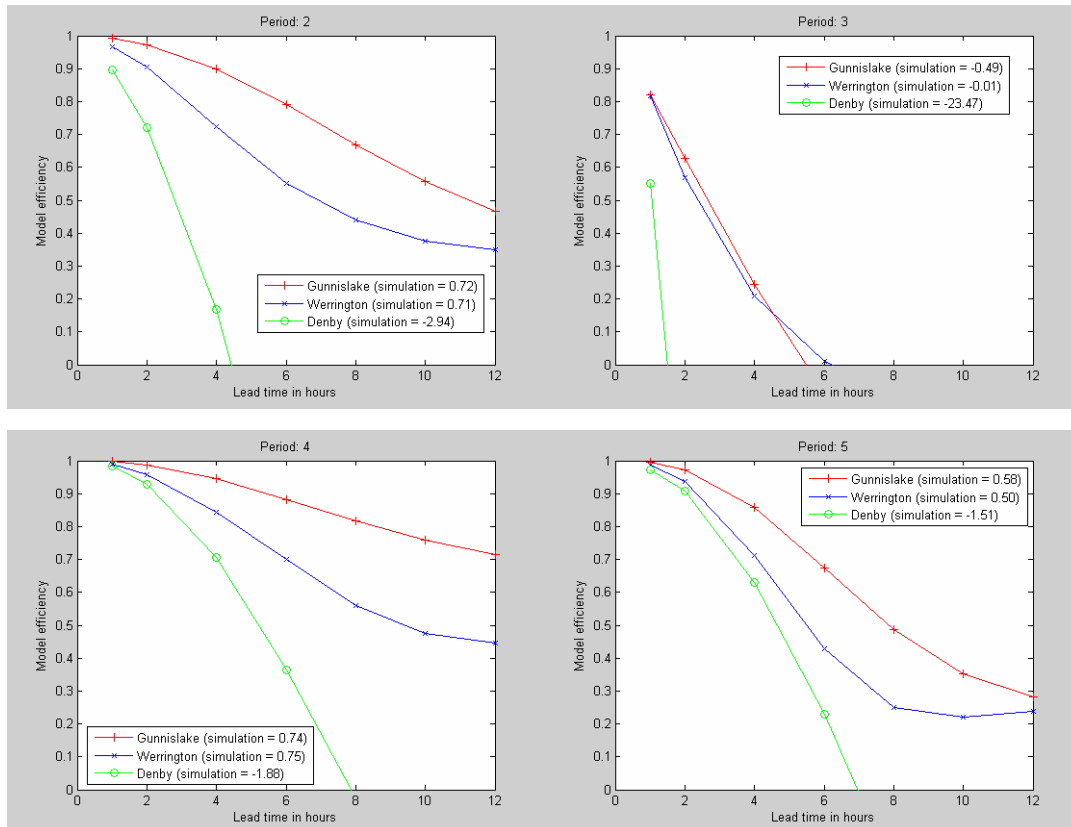 Period: 2
1
0.9
0.8
0.7
0.6
0.5
0.4
0.3
0.2
0.1
0
Model efficiency
Gunnislake (simulation = 0.72)
Werrington (simulation = 0.71)
Denby (simulation = -2.94)
0 2 4 6 8 10 12
Lead time in hours
Period: 3
1
0.9
0.8
0.7
0.6
0.5
0.4
0.3
0.2
0.1
0
Model efficiency
Gunnislake (simulation = -0.49)
Werrington (simulation = -0.01)
Denby (simulation = -23.47)
0 2 4 6 8 10 12
Lead time in hours
Period: 4
1
0.9
0.8
0.7
0.6
0.5
0.4
0.3
0.2
0.1
0
Model efficiency
Gunnislake (simulation = 0.74)
Werrington (simulation = 0.75)
Denby (simulation = -1.88)
0 2 4 6 8 10 12
Lead time in hours
Period: 5
1
0.9
0.8
0.7
0.6
0.5
0.4
0.3
0.2
0.1
0
Model efficiency
Gunnislake (simulation = 0.58)
Werrington (simulation = 0.50)
Denby (simulation = -1.51)
0 2 4 6 8 10 12
Lead time in hours